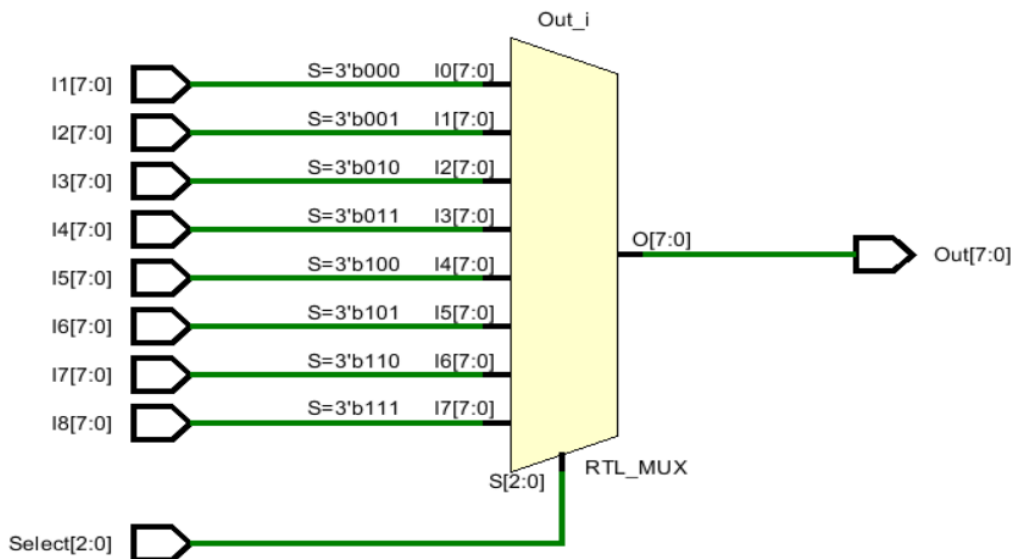 Out_i
I1[7:0] S=3'b000 I0[7:0]
I2[7:0] S=3'b001 I1[7:0]
I3[7:0] S=3'b010 I2[7:0]
I4[7:0] S=3'b011 I3[7:0]
O[7:0] Out[7:0]
I5[7:0] S=3'b100 I4[7:0]
I6[7:0] S=3'b101 I5[7:0]
I7[7:0] S=3'b110 I6[7:0]
I8[7:0] S=3'b111 I7[7:0]
S[2:0] RTL_MUX
Select[2:0]